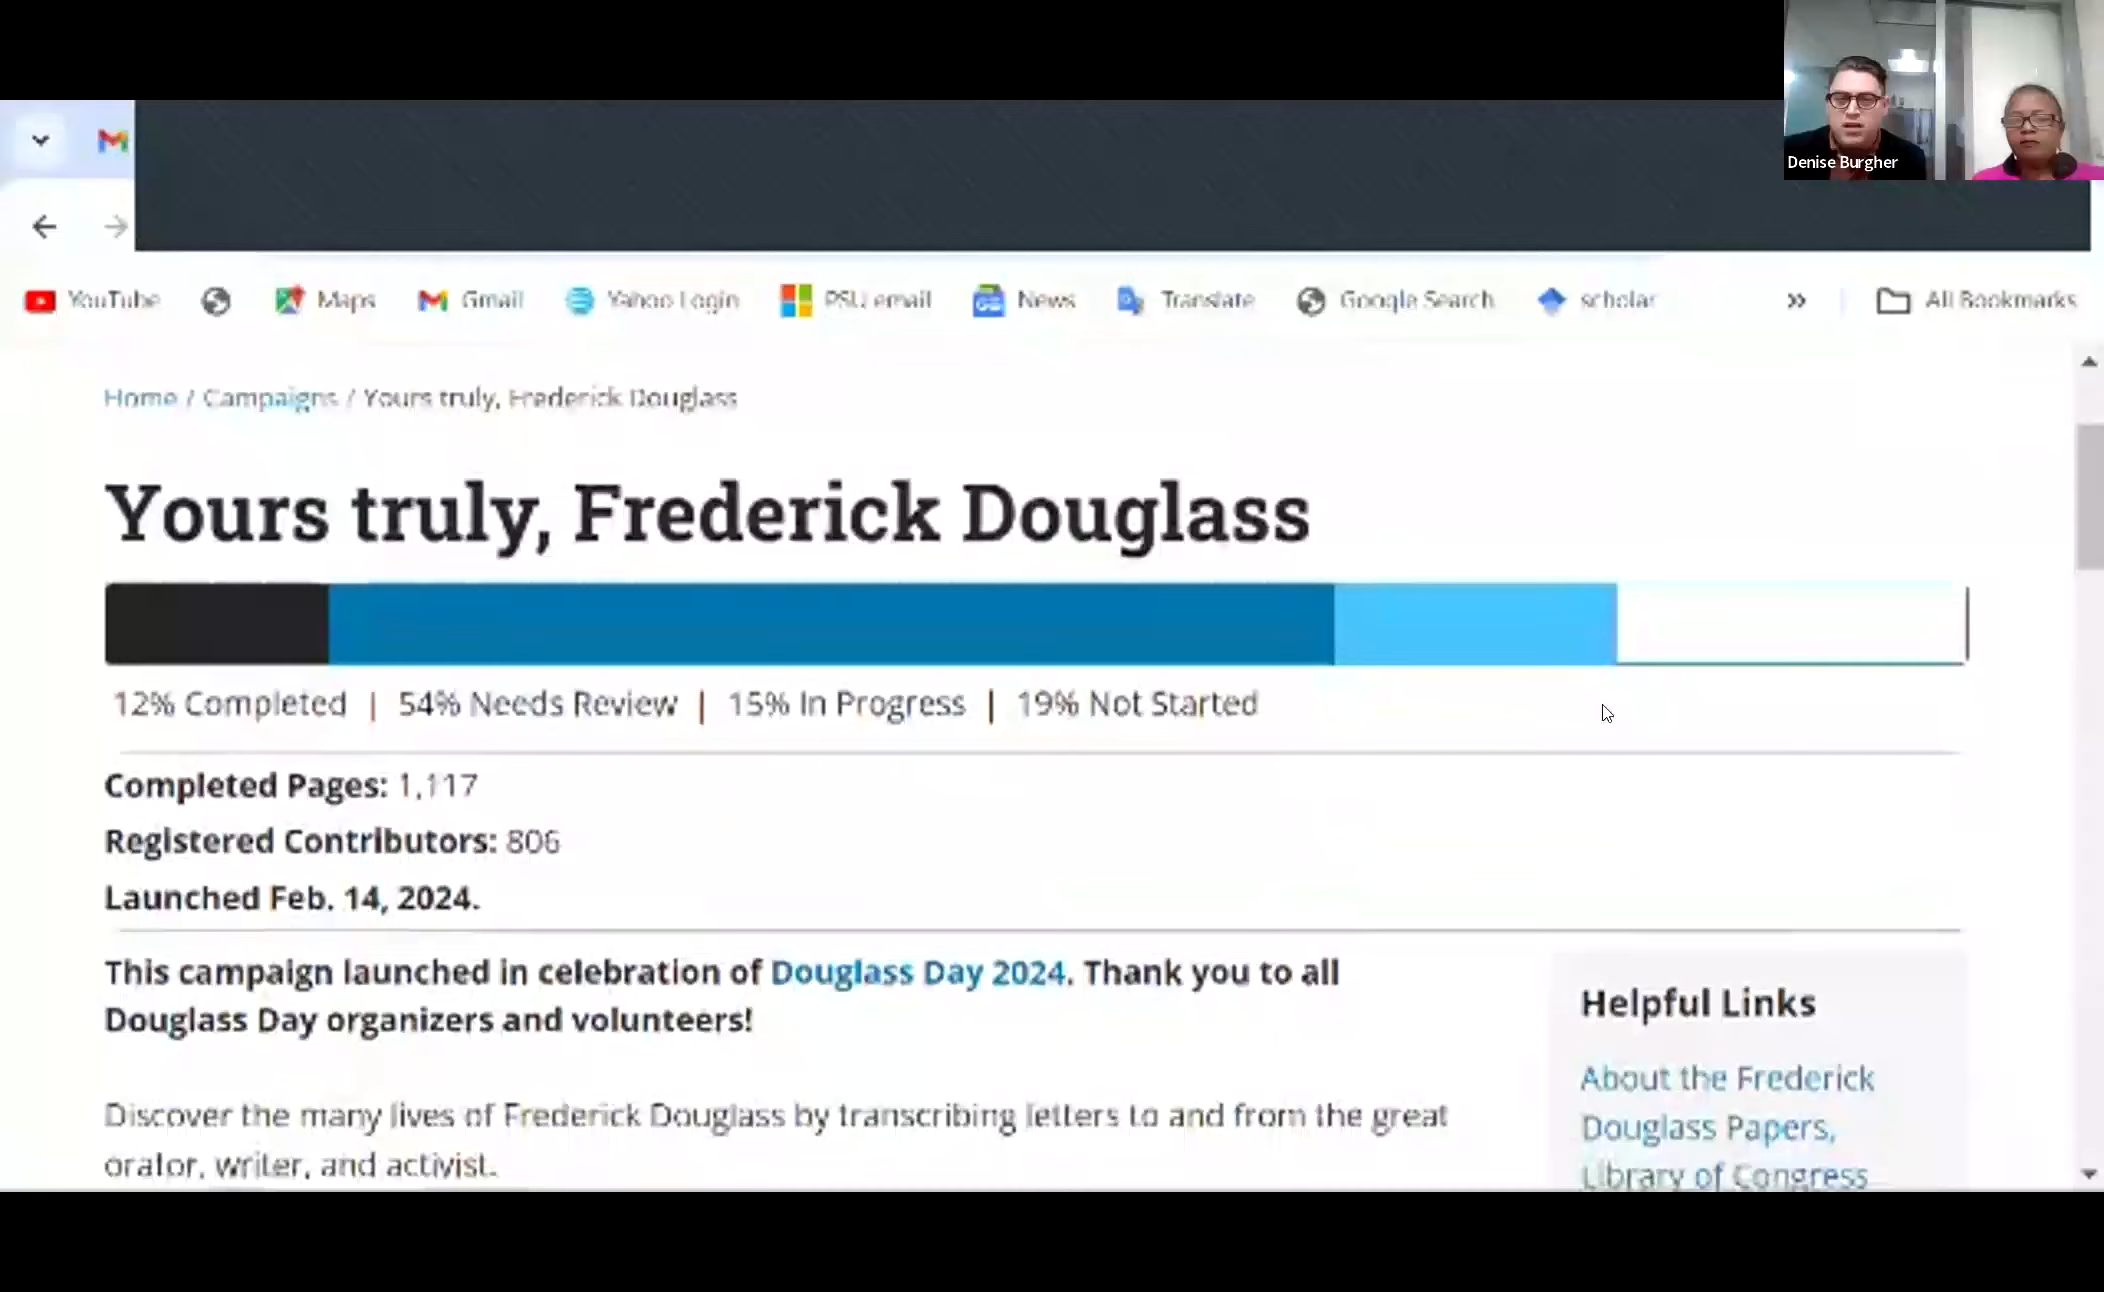 Denise Burgher
YouTube Maps Gmail Yahoo Login PSU email News Translate Google Search scholar » All Bookmarks
Home / Campaigns / Yours truly, Frederick Douglass
Yours truly, Frederick Douglass
12% Completed | 54% Needs Review | 15% In Progress | 19% Not Started
Completed Pages: 1,117
Registered Contributors: 806
Launched Feb. 14, 2024.
This campaign launched in celebration of Douglass Day 2024. Thank you to all
Douglass Day organizers and volunteers!
Discover the many lives of Frederick Douglass by transcribing letters to and from the great
orator, writer, and activist.
Helpful Links
About the Frederick
Douglass Papers,
Library of Congress